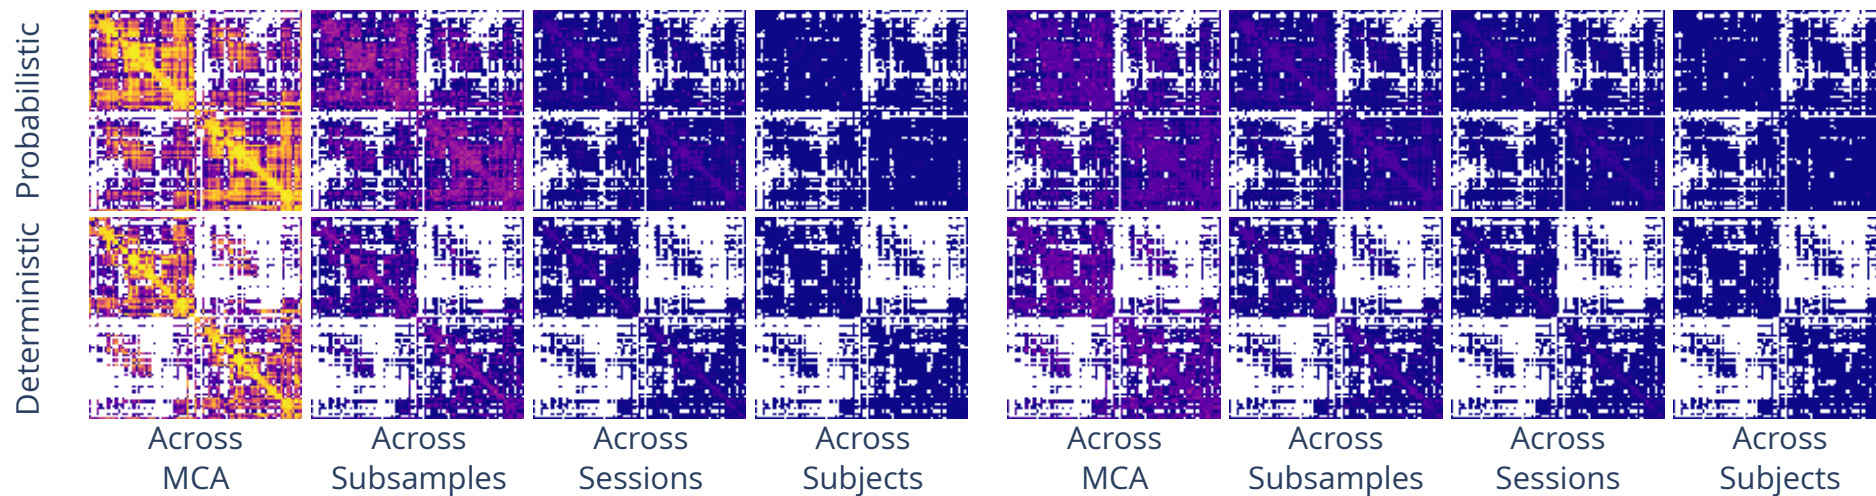 Probabilistic
Deterministic
Across
MCA
Across
Subsamples
Across
Sessions
Across
Subjects
Across
MCA
Across
Subsamples
Across
Sessions
Across
Subjects